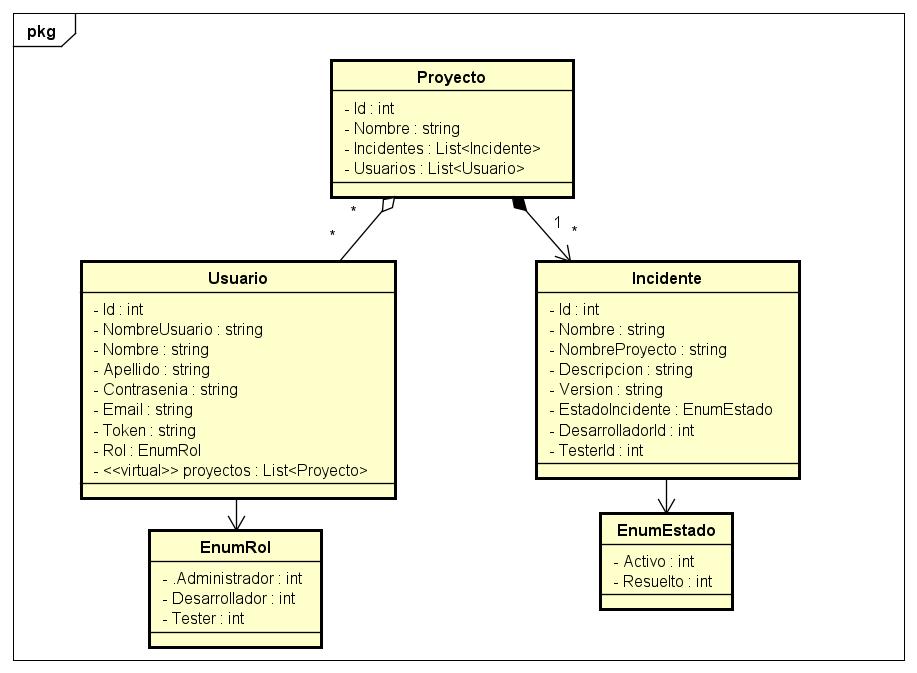 pkg
Proyecto
- Id : int
- Nombre : string
- Incidentes : List<Incidente>
- Usuarios : List<Usuario>
*
*
1
*
Usuario
- Id : int
- NombreUsuario : string
- Nombre : string
- Apellido : string
- Contrasenia : string
- Email : string
- Token : string
- Rol : EnumRol
- <<virtual>> proyectos : List<Proyecto>
Incidente
- Id : int
- Nombre : string
- NombreProyecto : string
- Descripcion : string
- Version : string
- EstadoIncidente : EnumEstado
- DesarrolladorId : int
- TesterId : int
EnumRol
- .Administrador : int
- Desarrollador : int
- Tester : int
EnumEstado
- Activo : int
- Resuelto : int